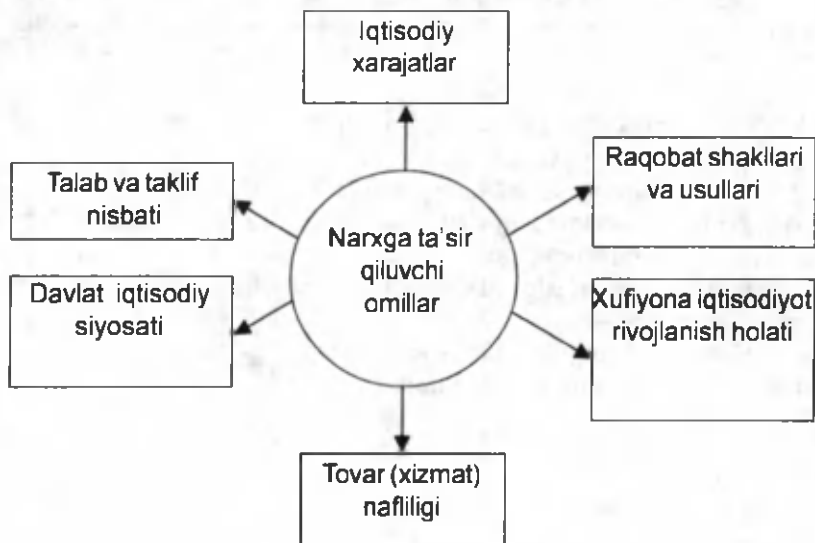 Iqtisodiy
xarajatlar
Talab va taklif
nisbati
Raqobat shakllari
va usullari
Narxga ta'sir
qiluvchi
omillar
Davlat iqtisodiy
siyosati
Xufiyona iqtisodiyot
rivojlanish holati
Tovar (xizmat)
nafliligi